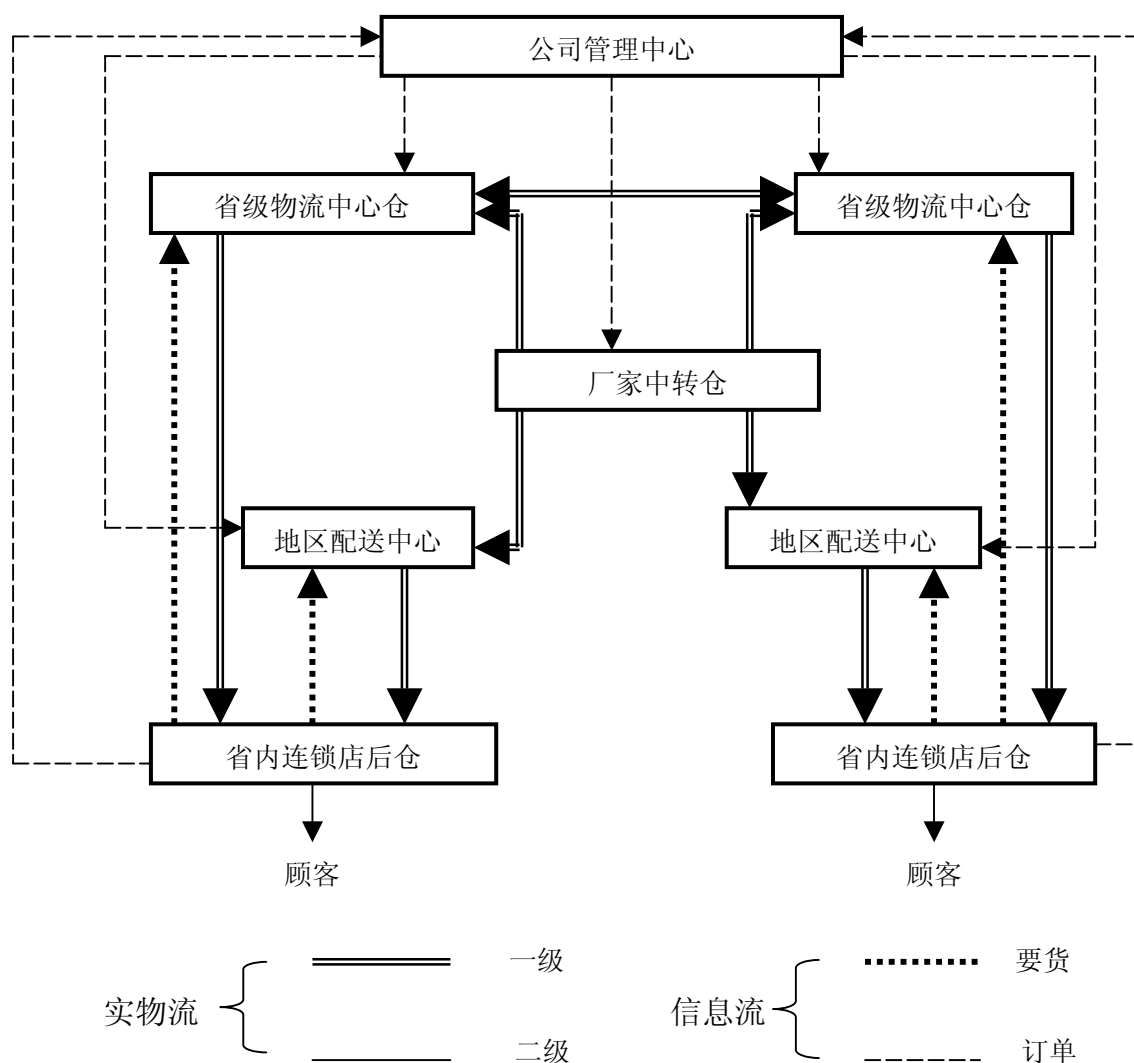 公司管理中心
省级物流中心仓
省级物流中心仓
厂家中转仓
地区配送中心
地区配送中心
省内连锁店后仓
省内连锁店后仓
顾客
顾客
一级
要货
实物流
信息流
二级
订单